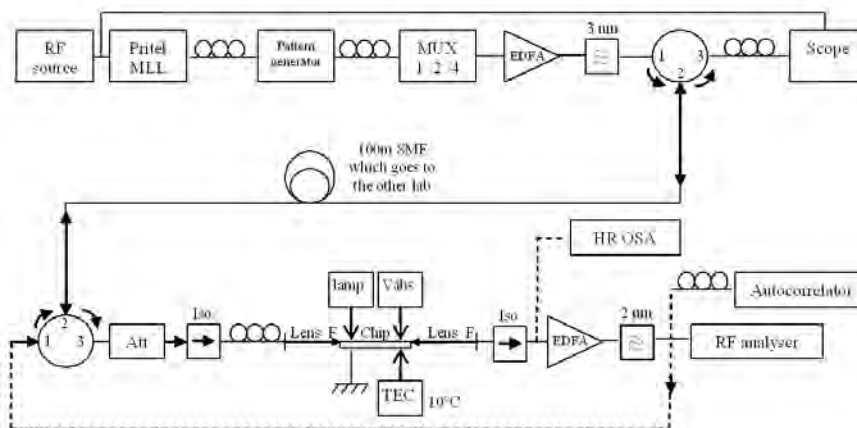 RF
source
Pritel
MLL
Pattern
generator
MUX
1 /2 /4
EDFA
3 nm
1
2
3
Scope
100m SMF
which goes to
the other lab
HR OSA
Autocorrelator
1
2
3
Att
Iso
Lens F
Iamp
Vabs
Chip
Lens F
TEC
10°C
Iso
EDFA
2 nm
RF analyser